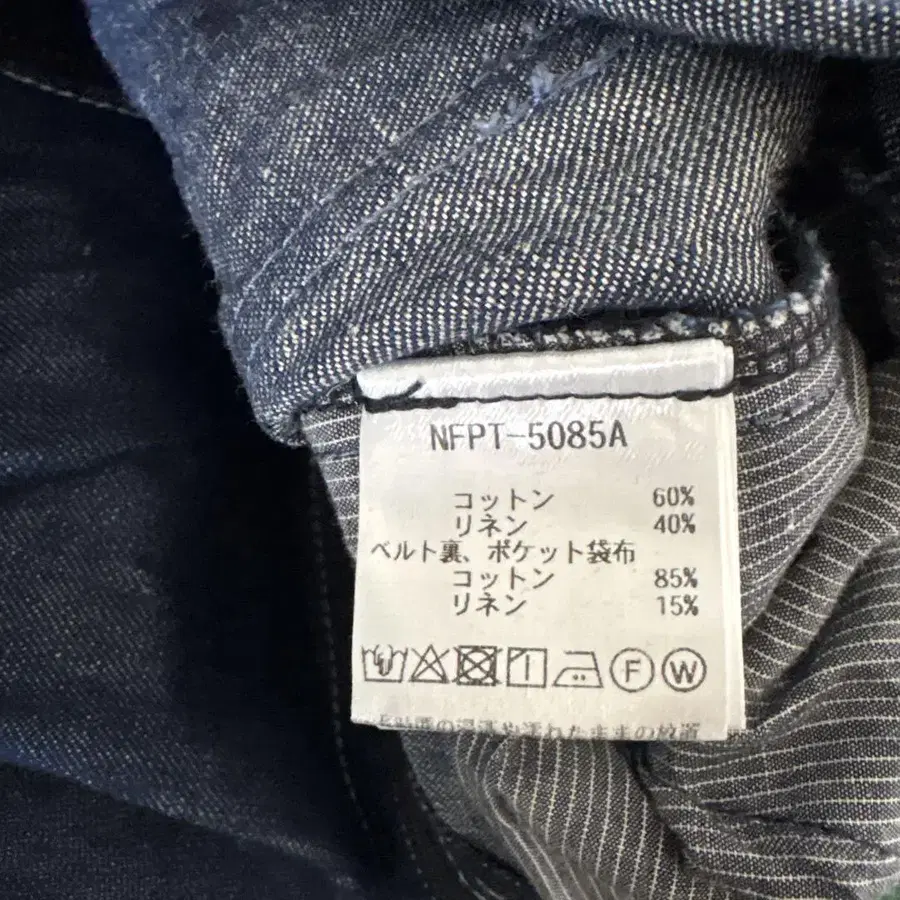 NFPT-5085A
コットン 60%
リネン 40%
ベルト裏、ポケット袋布
コットン 85%
リネン 15%
F W